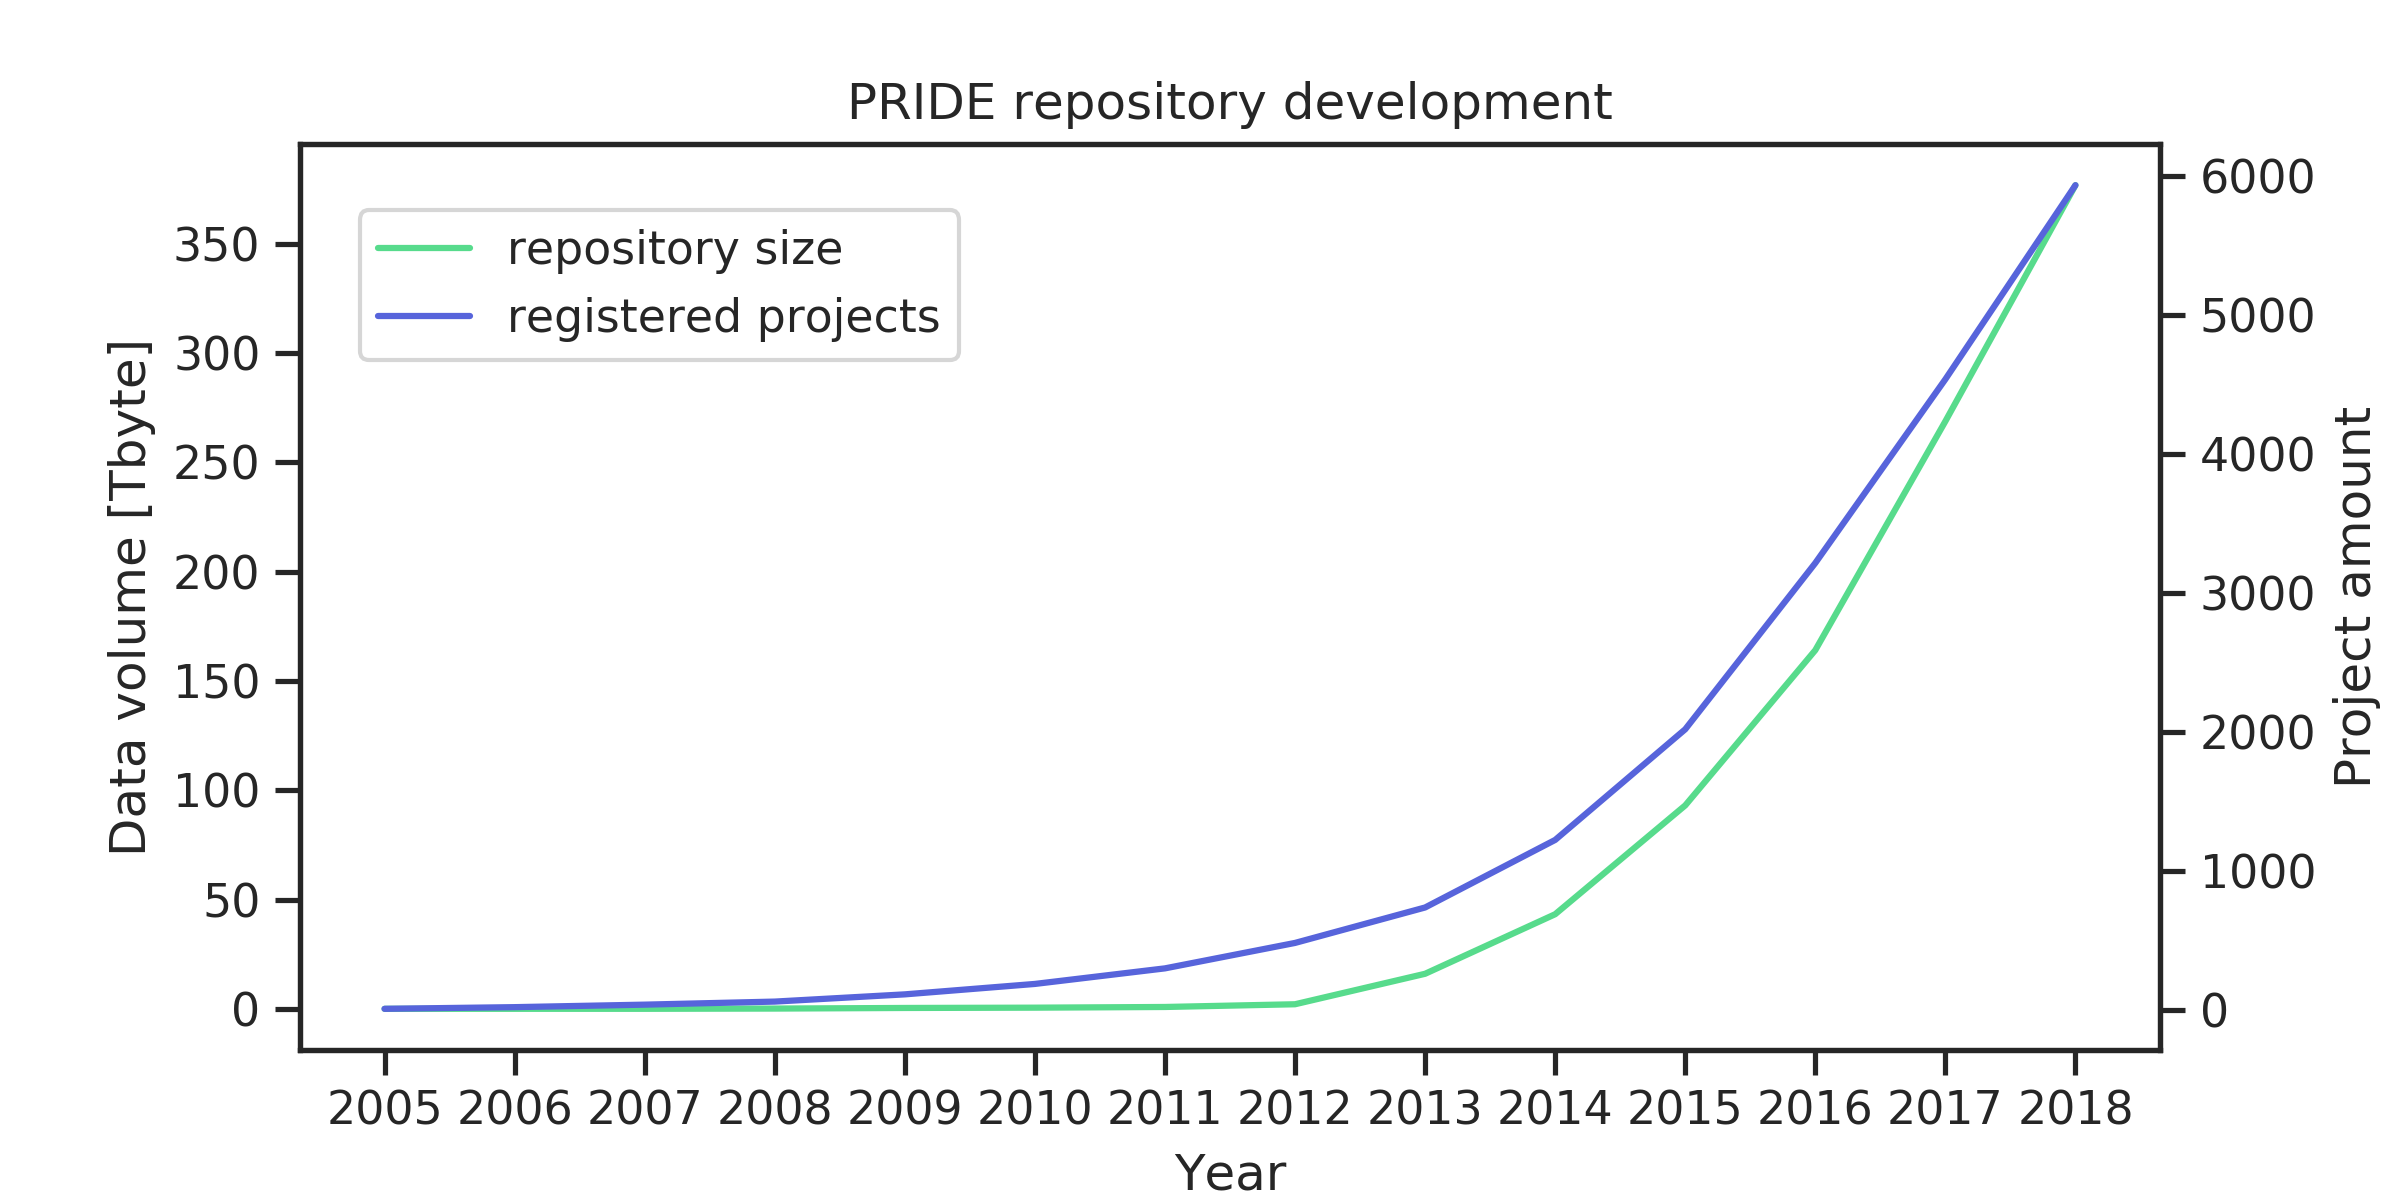 PRIDE repository development
repository size
registered projects
Data volume [Tbyte]
350
300
250
200
150
100
50
0
6000
5000
4000
3000
2000
1000
0
Project amount
2005 2006 2007 2008 2009 2010 2011 2012 2013 2014 2015 2016 2017 2018
Year